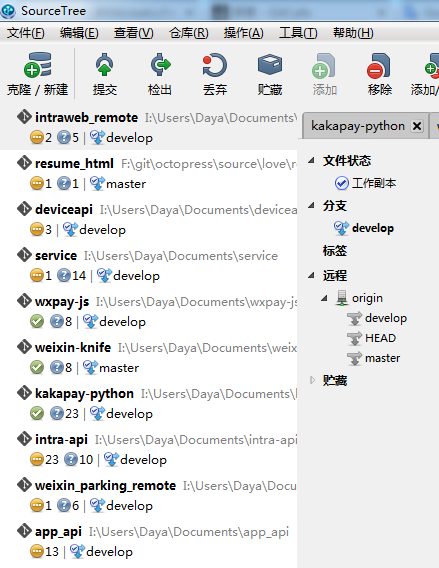 SourceTree
文件(F) 编辑(E) 查看(V) 仓库(R) 操作(A) 工具(T) 帮助(H)
克隆 / 新建 提交 检出 丢弃 贮藏 添加 移除 添加/
intraweb_remote I:\Users\Daya\Documents\
2 5 | develop
resume_html F:\git\octopress\source\love\re
1 1 | master
deviceapi I:\Users\Daya\Documents\devicea
3 | develop
service I:\Users\Daya\Documents\service
1 14 | develop
wxpay-js I:\Users\Daya\Documents\wxpay-js
8 | develop
weixin-knife I:\Users\Daya\Documents\weix
8 | master
kakapay-python I:\Users\Daya\Documents\
23 | develop
intra-api I:\Users\Daya\Documents\intra-api
23 10 | develop
weixin_parking_remote I:\Users\Daya\Docu
1 6 | develop
app_api I:\Users\Daya\Documents\app_api
13 | develop
kakapay-python
文件状态
工作副本
分支
develop
标签
远程
origin
develop
HEAD
master
贮藏